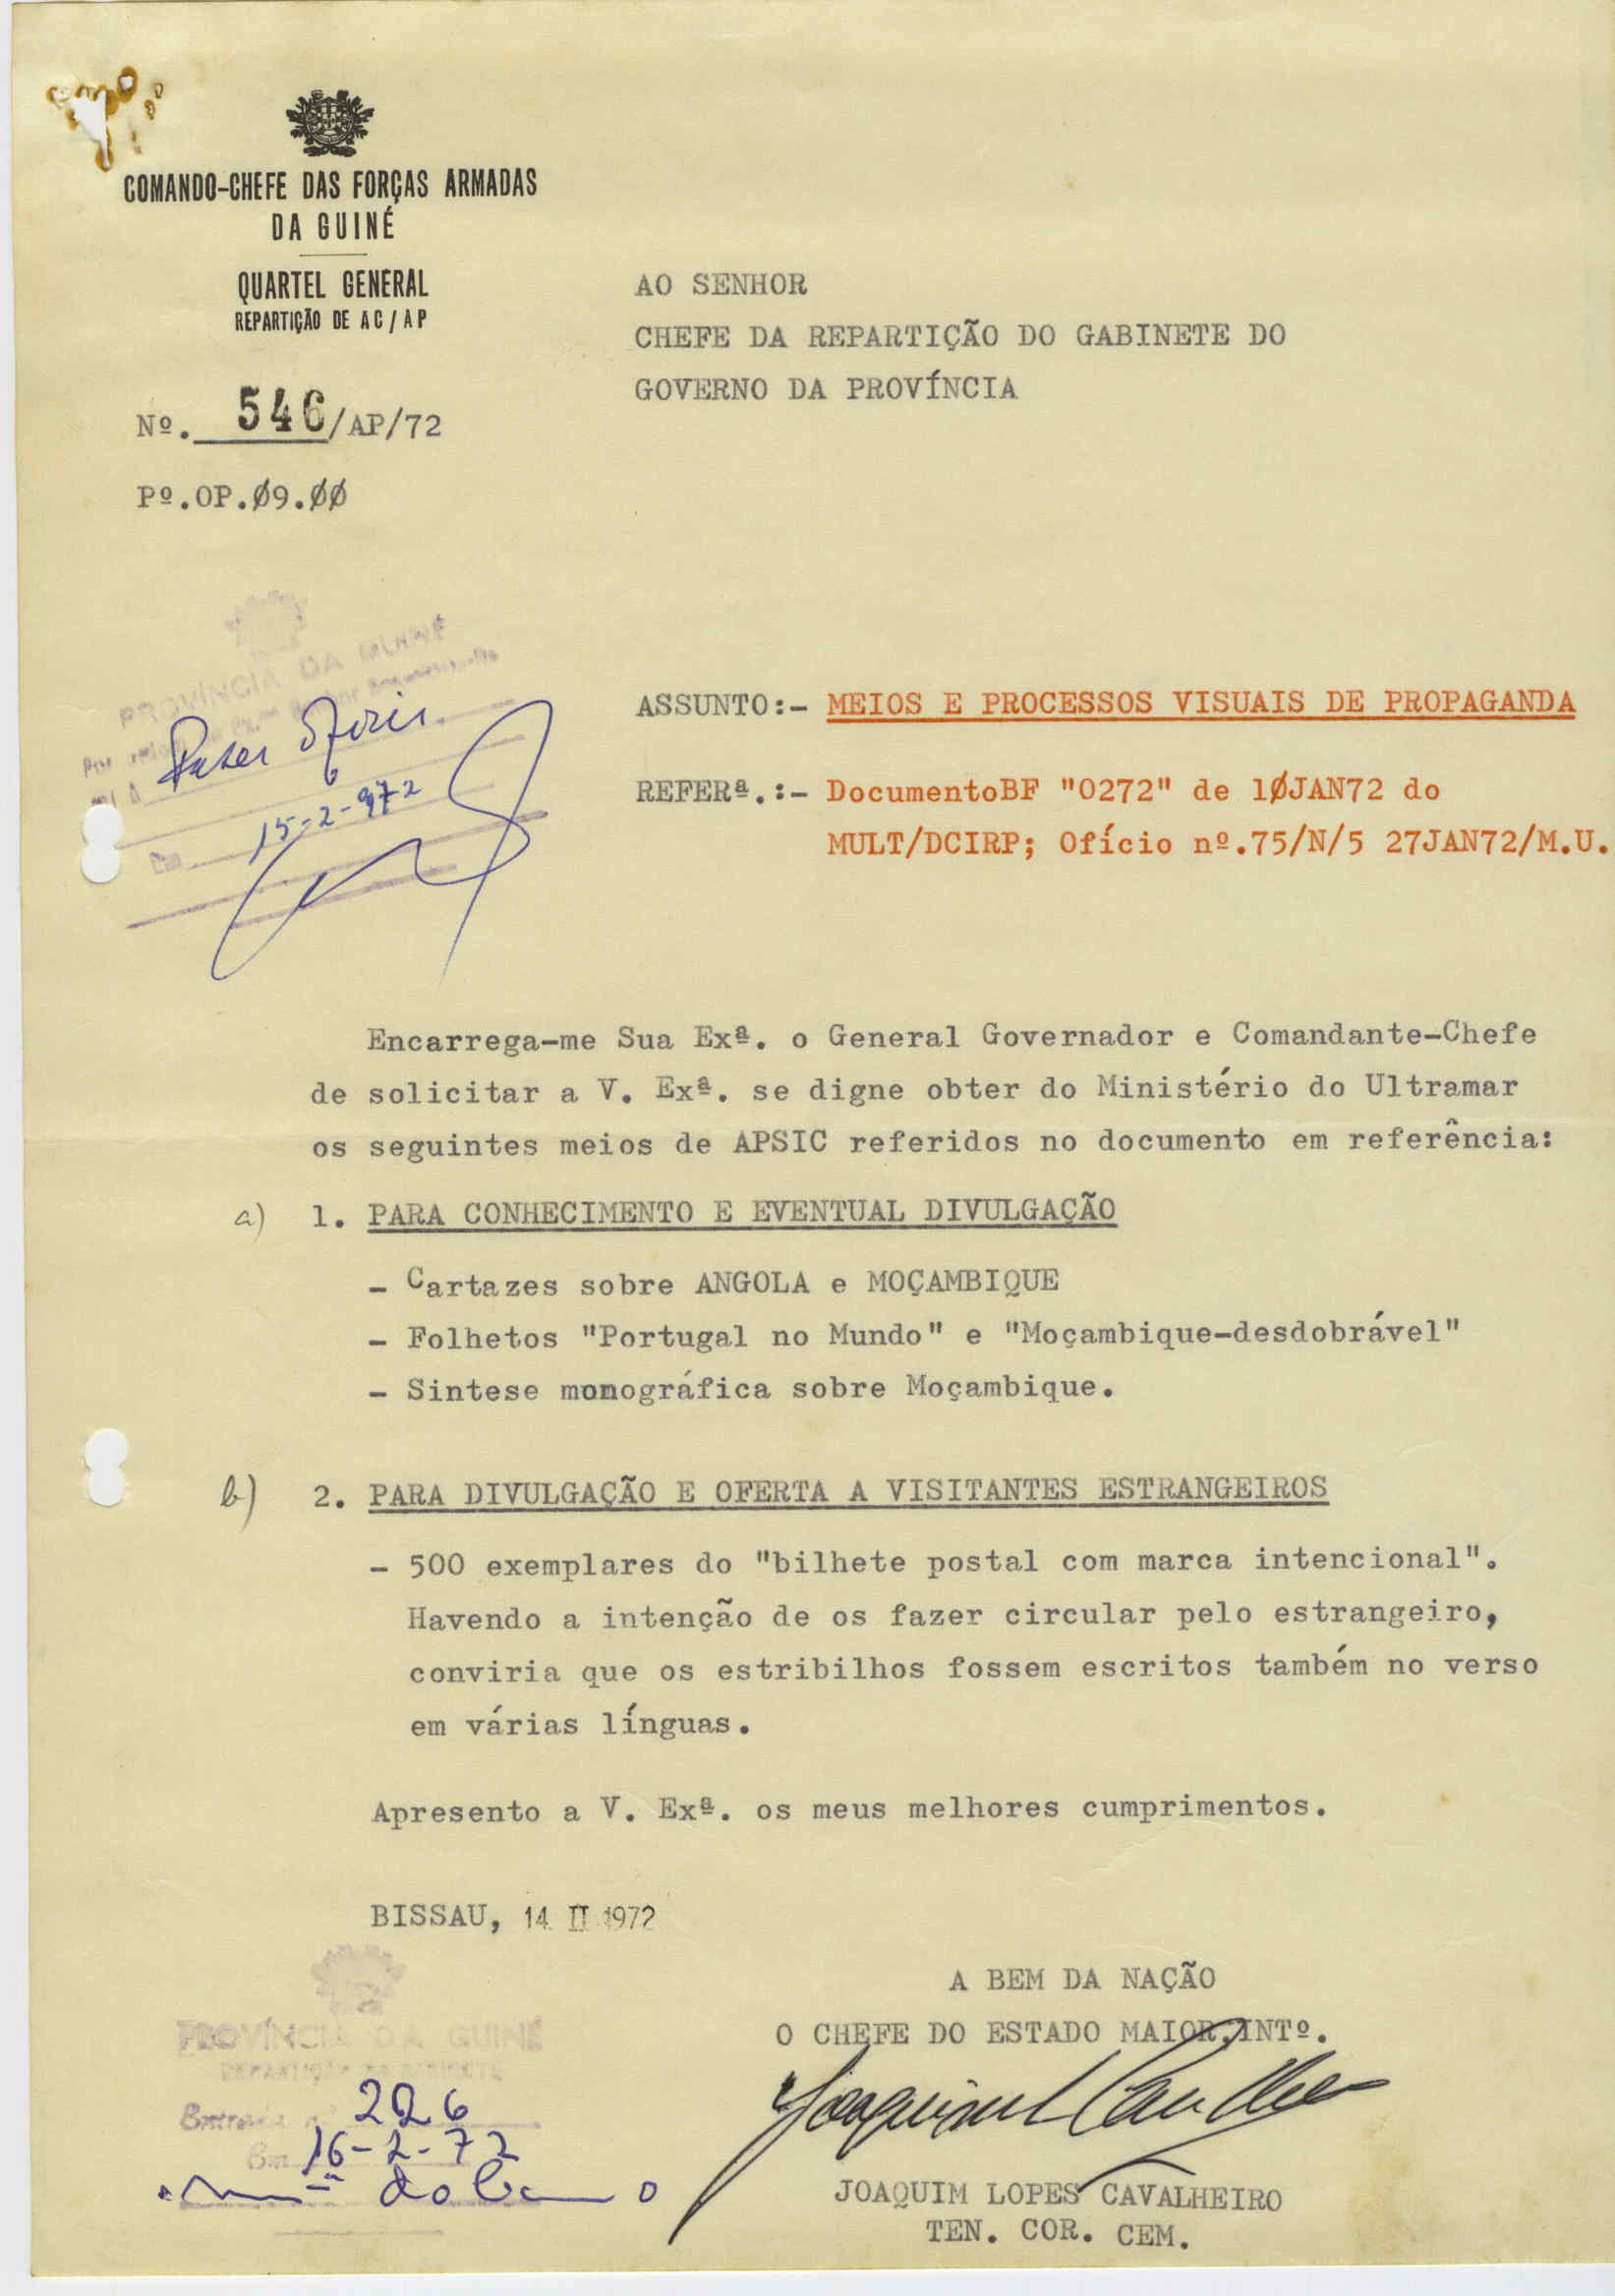 COMANDO-CHEFE DAS FORÇAS ARMADAS
DA GUINÉ
QUARTEL GENERAL
REPARTIÇÃO DE AC/AP
Nº. 546/AP/72
Pº.OP.Ø9.ØØ
AO SENHOR
CHEFE DA REPARTIÇÃO DO GABINETE DO
GOVERNO DA PROVÍNCIA
PROVÍNCIA DA GUINÉ
15-2-972
ASSUNTO:- MEIOS E PROCESSOS VISUAIS DE PROPAGANDA
REFERª.:- DocumentoBF "0272" de 1ØJAN72 do
MULT/DCIRP; Ofício nº.75/N/5 27JAN72/M.U.
Encarrega-me Sua Exª. o General Governador e Comandante-Chefe
de solicitar a V. Exª. se digne obter do Ministério do Ultramar
os seguintes meios de APSIC referidos no documento em referência:
a) 1. PARA CONHECIMENTO E EVENTUAL DIVULGAÇÃO
- Cartazes sobre ANGOLA e MOÇAMBIQUE
- Folhetos "Portugal no Mundo" e "Moçambique-desdobrável"
- Sintese monográfica sobre Moçambique.
b) 2. PARA DIVULGAÇÃO E OFERTA A VISITANTES ESTRANGEIROS
- 500 exemplares do "bilhete postal com marca intencional".
Havendo a intenção de os fazer circular pelo estrangeiro,
conviria que os estribilhos fossem escritos também no verso
em várias línguas.
Apresento a V. Exª. os meus melhores cumprimentos.
BISSAU, 14 II 1972
A BEM DA NAÇÃO
O CHEFE DO ESTADO MAIOR,INTº.
JOAQUIM LOPES CAVALHEIRO
TEN. COR. CEM.
PROVÍNCIA DA GUINÉ
REPARTIÇÃO DO GABINETE
Entrada nº 226
Em 16-2-72